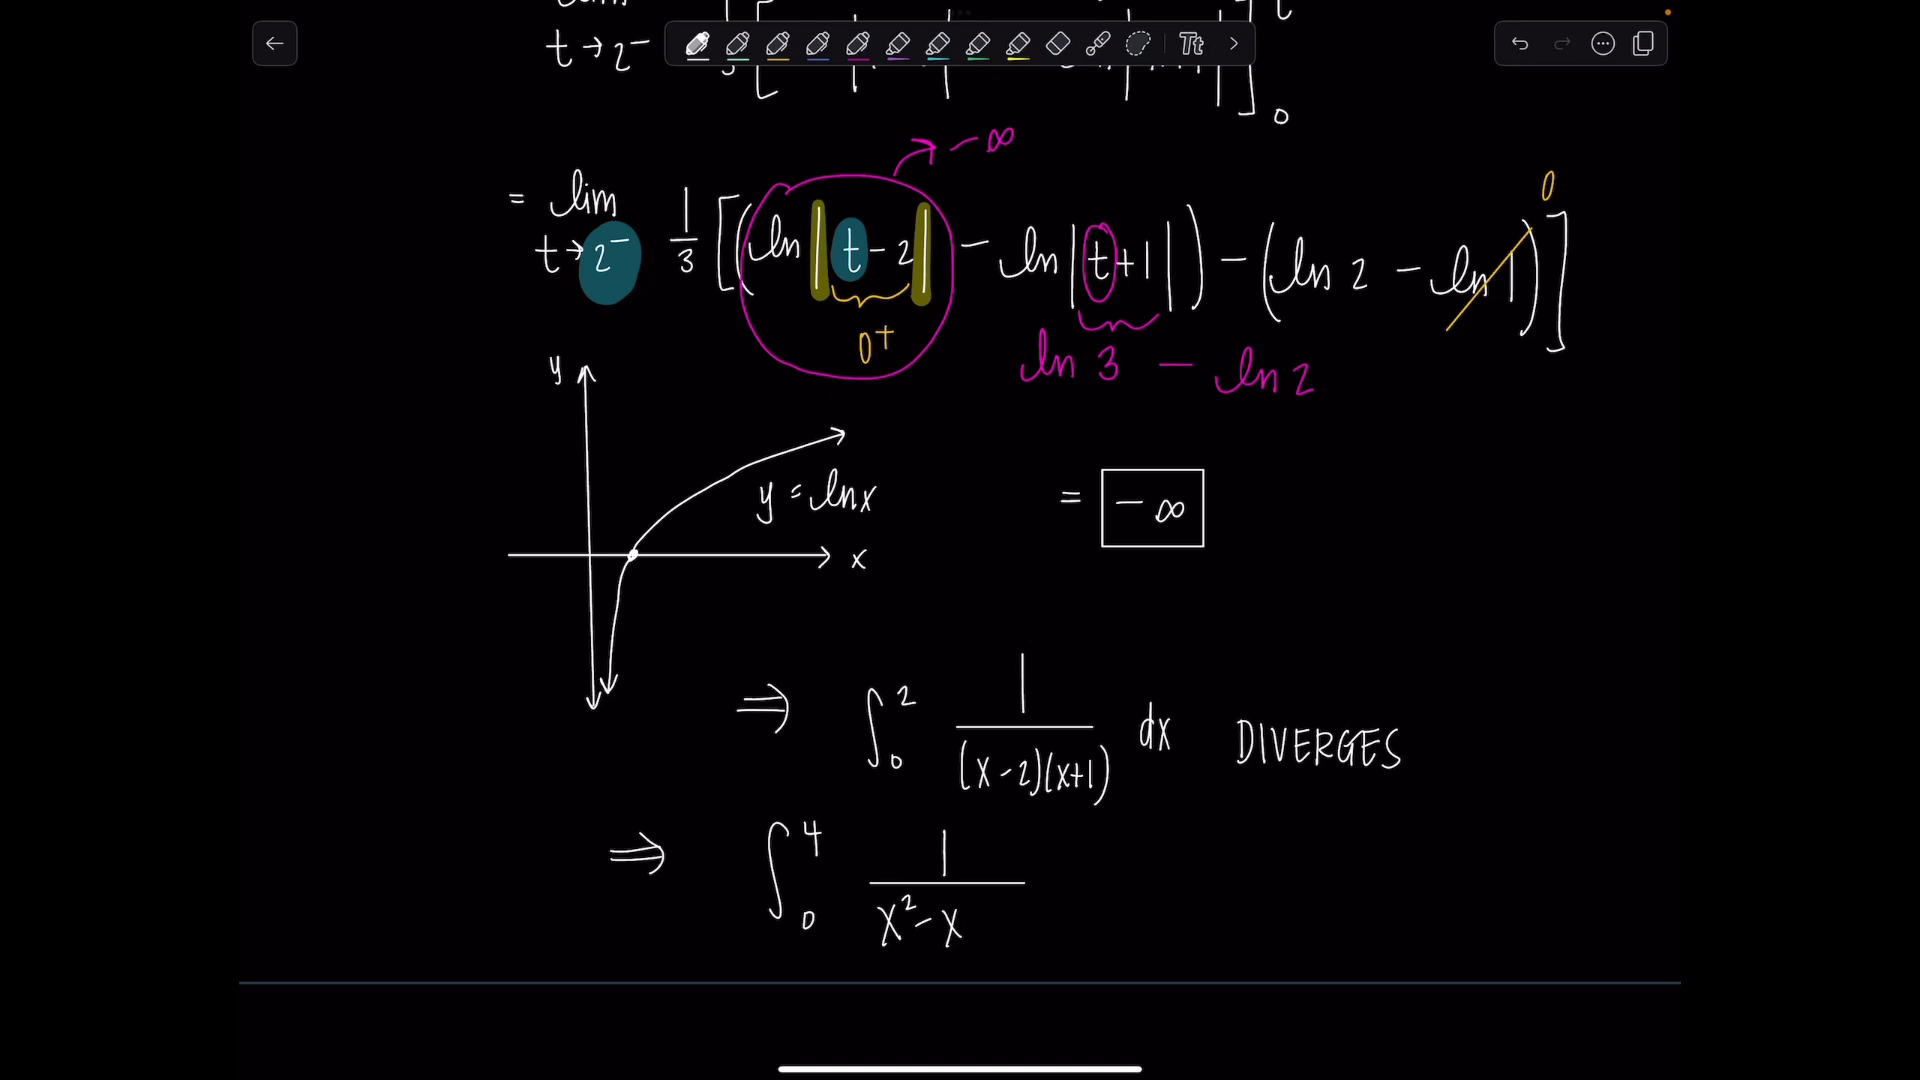 t → 2⁻
0
= lim 1/3 [(ln|t - 2| - ln|t+1|) - (ln 2 - ln 1)]
t → 2⁻
→ -∞
0
0⁺
ln 3 - ln 2
y
y = ln x
x
= -∞
⇒ ∫₀² 1/((x-2)(x+1)) dx DIVERGES
⇒ ∫₀⁴ 1/(x² - x
Tt